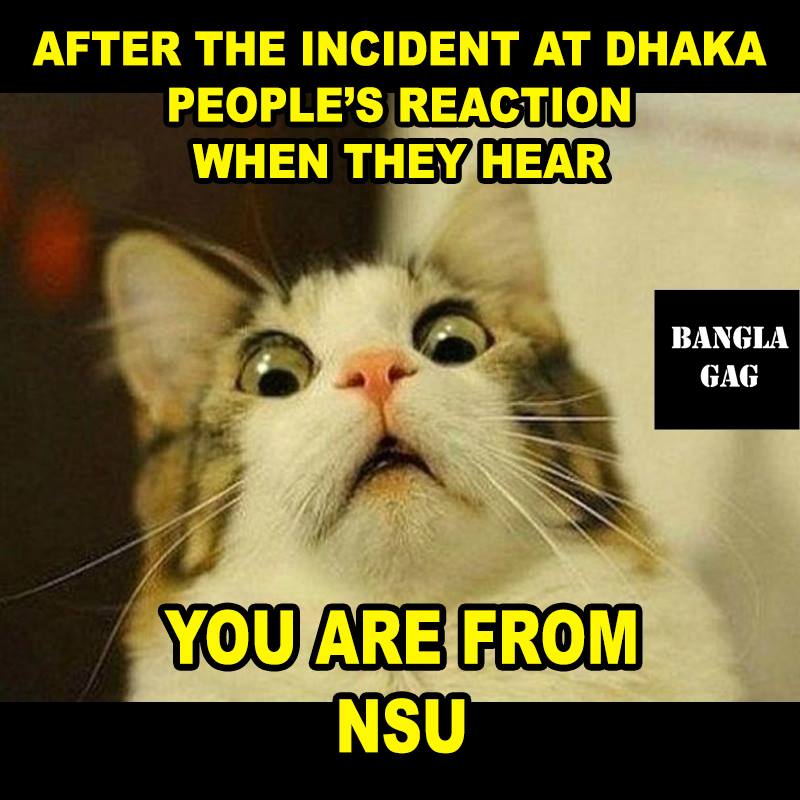 AFTER THE INCIDENT AT DHAKA
PEOPLE'S REACTION
WHEN THEY HEAR
BANGLA
GAG
YOU ARE FROM
NSU